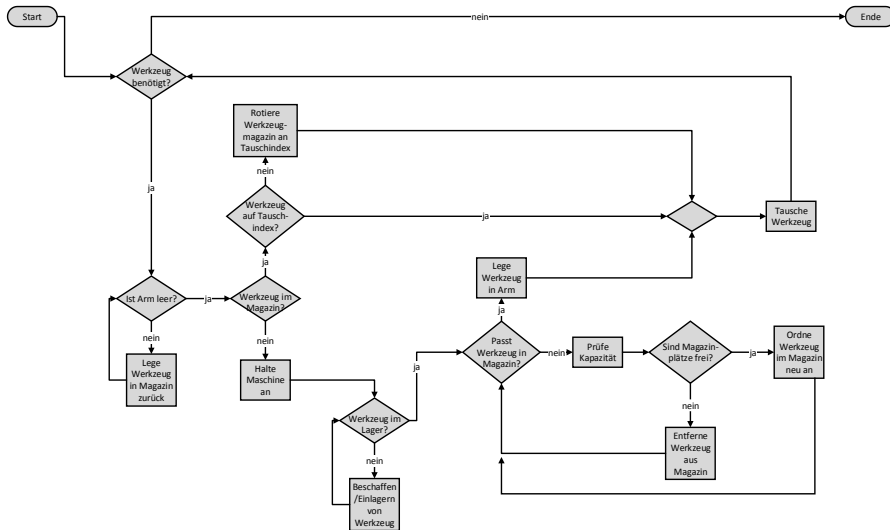 Start
nein
Ende
Werkzeug
benötigt?
ja
Rotiere
Werkzeug-
magazin an
Tauschindex
nein
Werkzeug
auf Tausch-
index?
ja
Tausche
Werkzeug
ja
Ist Arm leer?
ja
Werkzeug im
Magazin?
Lege
Werkzeug
in Arm
ja
nein
Lege
Werkzeug
in Magazin
zurück
nein
Halte
Maschine
an
ja
Passt
Werkzeug in
Magazin?
nein
Prüfe
Kapazität
Sind Magazin-
plätze frei?
ja
Ordne
Werkzeug
im Magazin
neu an
nein
Entferne
Werkzeug
aus
Magazin
Werkzeug im
Lager?
nein
Beschaffen
/Einlagern
von
Werkzeug